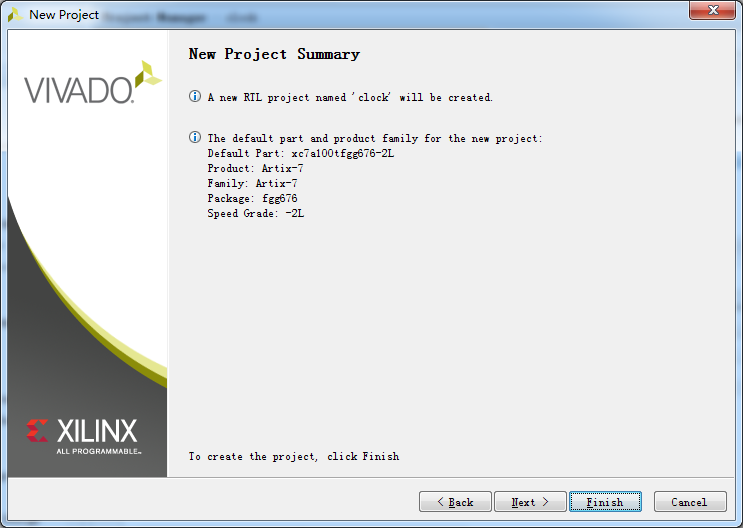 New Project
VIVADO.
New Project Summary
A new RTL project named 'clock' will be created.
The default part and product family for the new project:
Default Part: xc7a100tfgg676-2L
Product: Artix-7
Family: Artix-7
Package: fgg676
Speed Grade: -2L
XILINX
ALL PROGRAMMABLE™
To create the project, click Finish
< Back
Next >
Finish
Cancel